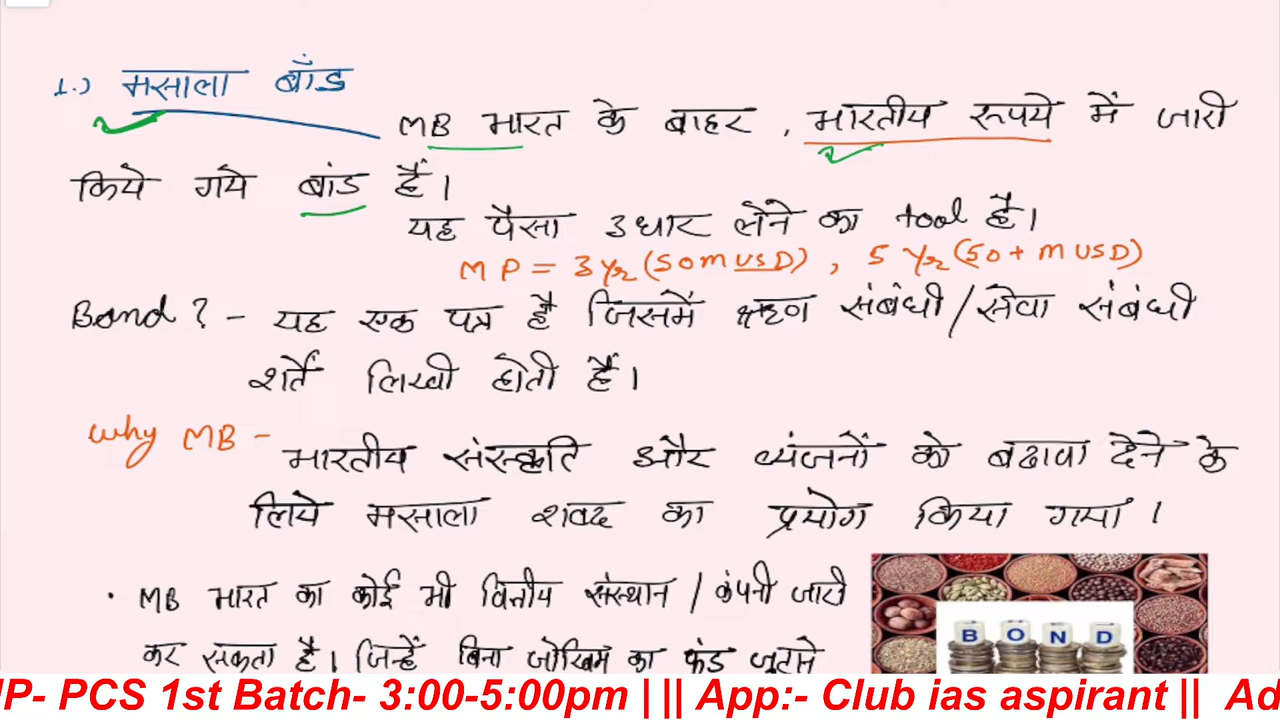 1.) मसाला बॉंड
MB भारत के बाहर, भारतीय रूपये में जारी
किये गये बांड हैं।
यह पैसा उधार लेने का tool है।
MP = 3 yr (50m USD), 5 yr (50+ m USD)
Bond? - यह एक पत्र है जिसमें ऋण संबंधी/सेवा संबंधी
शर्तें लिखी होती हैं।
Why MB - भारतीय संस्कृति और व्यंजनों को बढावा देने के
लिये मसाला शब्द का प्रयोग किया गया।
• MB भारत का कोई भी वित्तीय संस्थान / कंपनी जारी
कर सकता है। जिन्हें बिना जोखिम का फंड जुटाने
BOND
IP- PCS 1st Batch- 3:00-5:00pm | || App:- Club ias aspirant || Ad